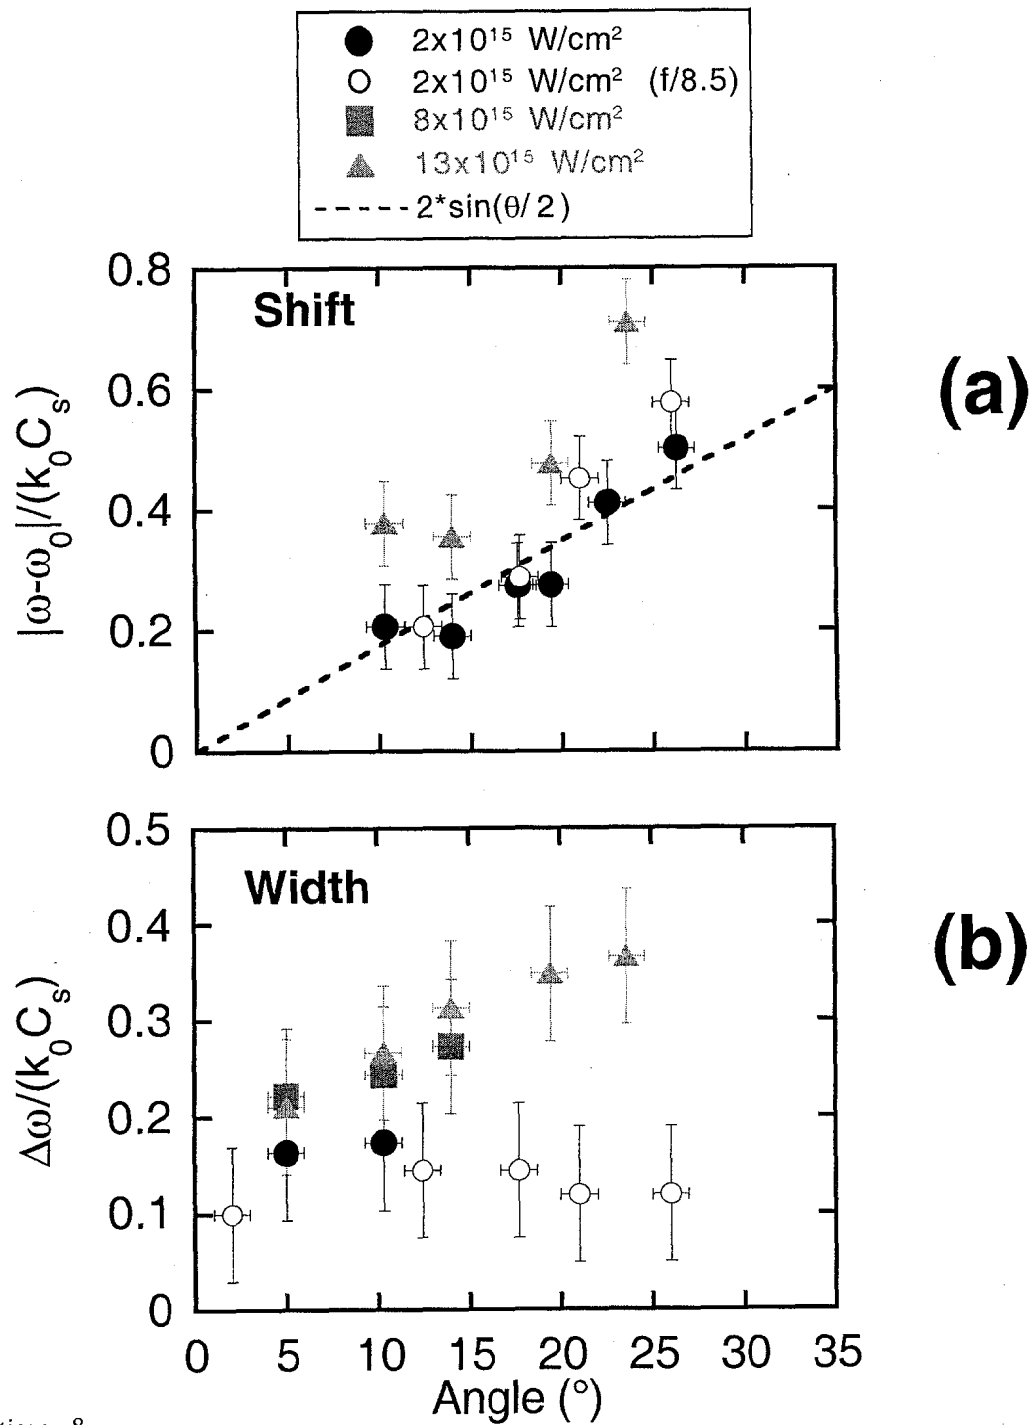 2x10¹⁵ W/cm²
2x10¹⁵ W/cm² (f/8.5)
8x10¹⁵ W/cm²
13x10¹⁵ W/cm²
2*sin(θ/2)
0.8
Shift
0.6
(a)
|ω-ω₀|/(k₀Cₛ)
0.4
0.2
0
0.5
Width
0.4
(b)
0.3
Δω/(k₀Cₛ)
0.2
0.1
0
0 5 10 15 20 25 30 35
Angle (°)